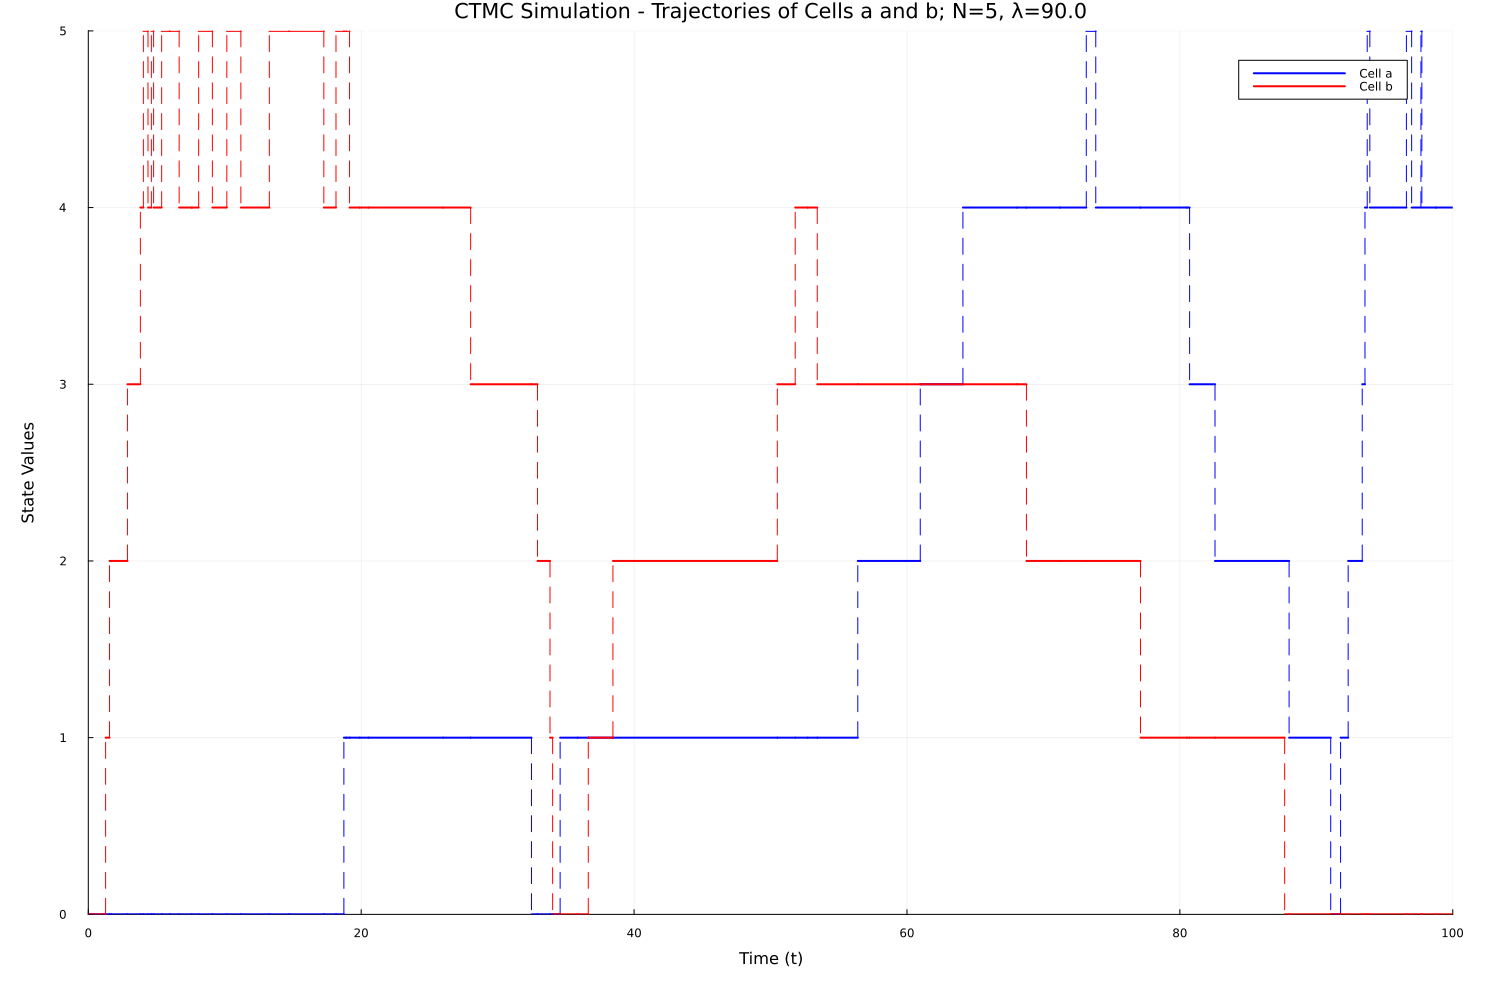 CTMC Simulation - Trajectories of Cells a and b; N=5, λ=90.0
Cell a
Cell b
State Values
5
4
3
2
1
0
0 20 40 60 80 100
Time (t)